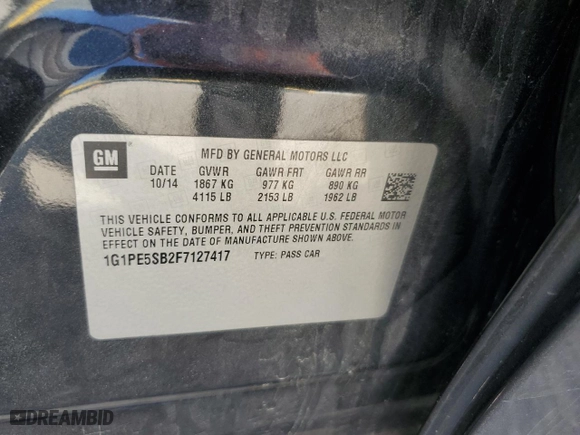 GM
MFD BY GENERAL MOTORS LLC
DATE GVWR GAWR FRT GAWR RR
10/14 1867 KG 977 KG 890 KG
4115 LB 2153 LB 1962 LB
THIS VEHICLE CONFORMS TO ALL APPLICABLE U.S. FEDERAL MOTOR
VEHICLE SAFETY, BUMPER, AND THEFT PREVENTION STANDARDS IN
EFFECT ON THE DATE OF MANUFACTURE SHOWN ABOVE.
1G1PE5SB2F7127417 TYPE: PASS CAR
DREAMBID